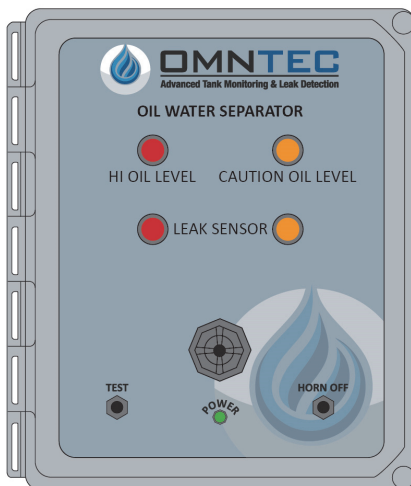 OMNTEC
Advanced Tank Monitoring & Leak Detection
OIL WATER SEPARATOR
HI OIL LEVEL CAUTION OIL LEVEL
LEAK SENSOR
TEST
POWER
HORN OFF